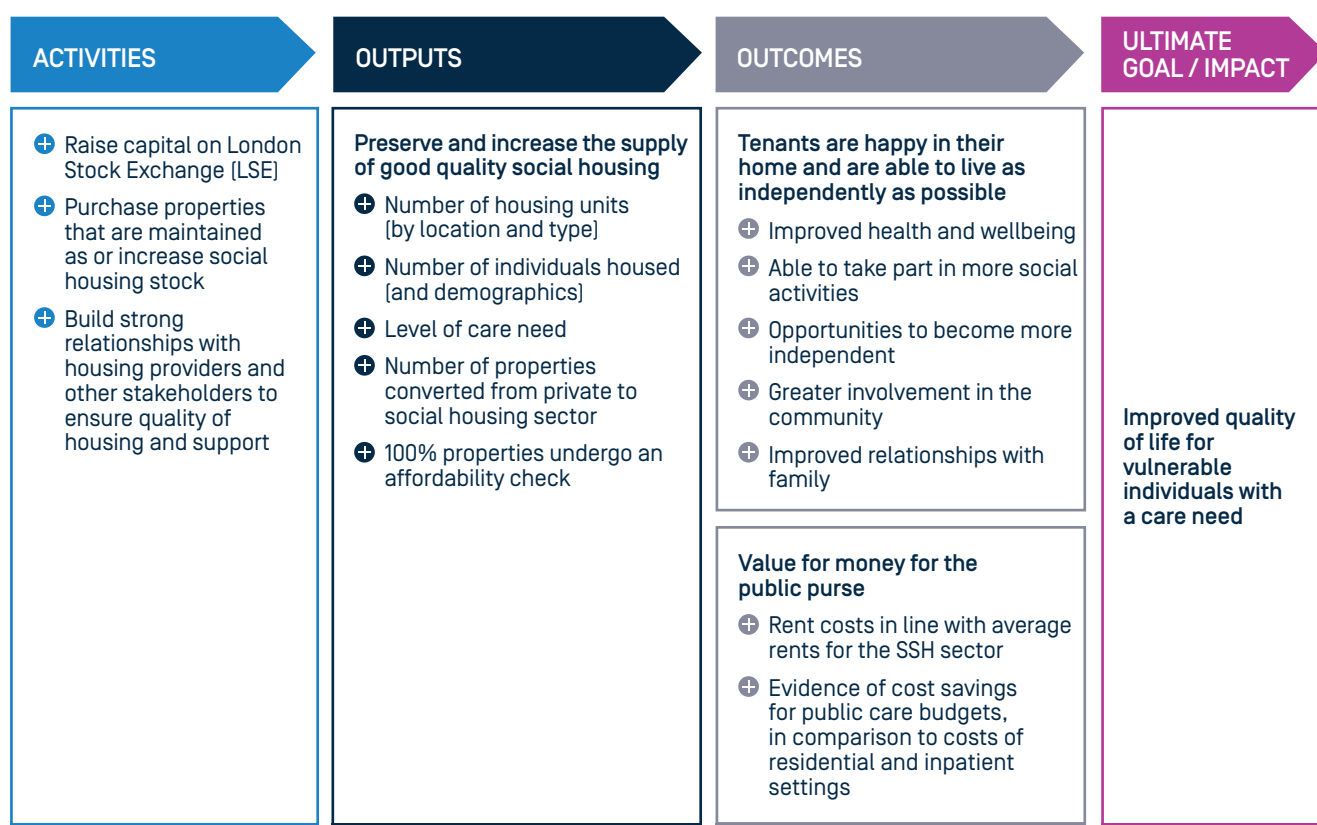 ACTIVITIES
Raise capital on London
Stock Exchange (LSE)
Purchase properties
that are maintained
as or increase social
housing stock
Build strong
relationships with
housing providers and
other stakeholders to
ensure quality of
housing and support
OUTPUTS
Preserve and increase the supply
of good quality social housing
Number of housing units
(by location and type)
Number of individuals housed
(and demographics)
Level of care need
Number of properties
converted from private to
social housing sector
100% properties undergo an
affordability check
OUTCOMES
Tenants are happy in their
home and are able to live as
independently as possible
Improved health and wellbeing
Able to take part in more social
activities
Opportunities to become more
independent
Greater involvement in the
community
Improved relationships with
family
Value for money for the
public purse
Rent costs in line with average
rents for the SSH sector
Evidence of cost savings
for public care budgets,
in comparison to costs of
residential and inpatient
settings
ULTIMATE
GOAL / IMPACT
Improved quality
of life for
vulnerable
individuals with
a care need